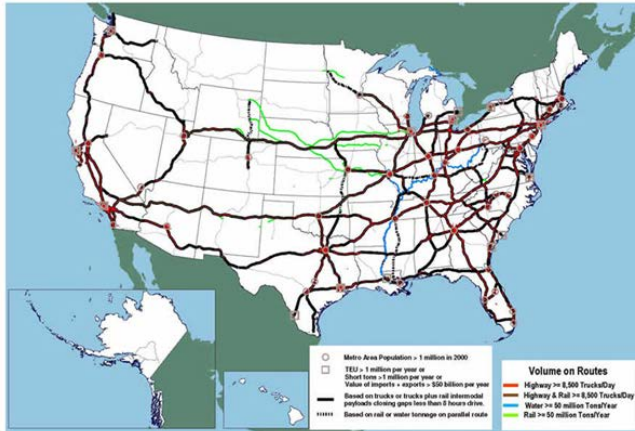 Metro Area Population > 1 million in 2000
TEU > 1 million per year or
Short tons >1 million per year or
Value of imports + exports > $50 billion per year
Based on trucks or trucks plus rail intermodal
payloads closing gaps less than 8 hours drive.
Based on rail or water tonnage on parallel route
Volume on Routes
Highway >= 8,500 Trucks/Day
Highway & Rail >= 8,500 Trucks/Day
Water >= 50 million Tons/Year
Rail >= 50 million Tons/Year